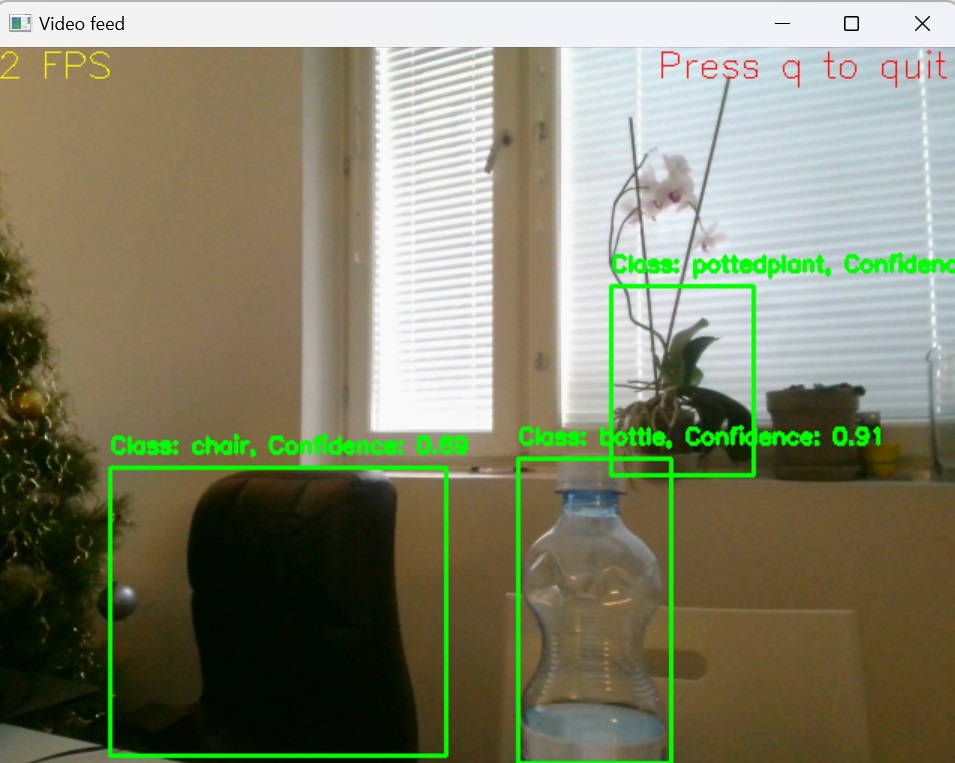 Video feed
2 FPS
Press q to quit
Class: pottedplant, Confidenc
Class: bottle, Confidence: 0.91
Class: chair, Confidence: 0.69